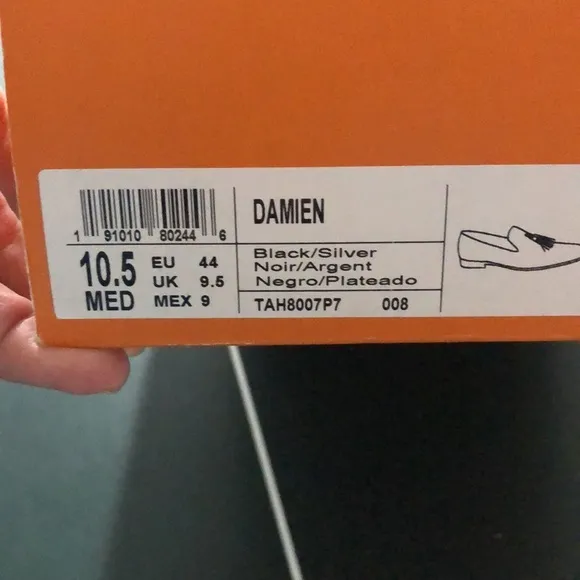 1 91010 80244 6
DAMIEN
10.5 EU 44
UK 9.5
MED MEX 9
Black/Silver
Noir/Argent
Negro/Plateado
TAH8007P7 008